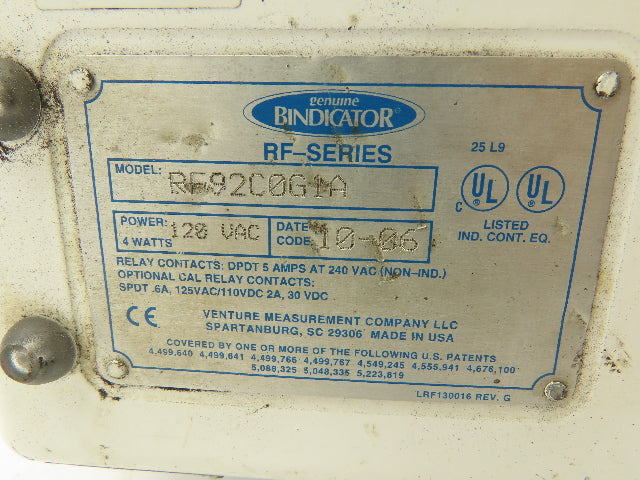 genuine
BINDICATOR
RF_SERIES
25 L9
MODEL: RF92C0G1A
C UL UL
LISTED
IND. CONT. EQ.
POWER: 120 VAC
4 WATTS
DATE CODE: 10-06
RELAY CONTACTS: DPDT 5 AMPS AT 240 VAC (NON-IND.)
OPTIONAL CAL RELAY CONTACTS:
SPDT .6A, 125VAC/110VDC 2A, 30 VDC
CE
VENTURE MEASUREMENT COMPANY LLC
SPARTANBURG, SC 29306 MADE IN USA
COVERED BY ONE OR MORE OF THE FOLLOWING U.S. PATENTS
4,499,640 4,499,641 4,499,766 4,499,767 4,549,245 4,555,941 4,676,100
5,088,325 5,048,335 5,223,819
LRF130016 REV. G